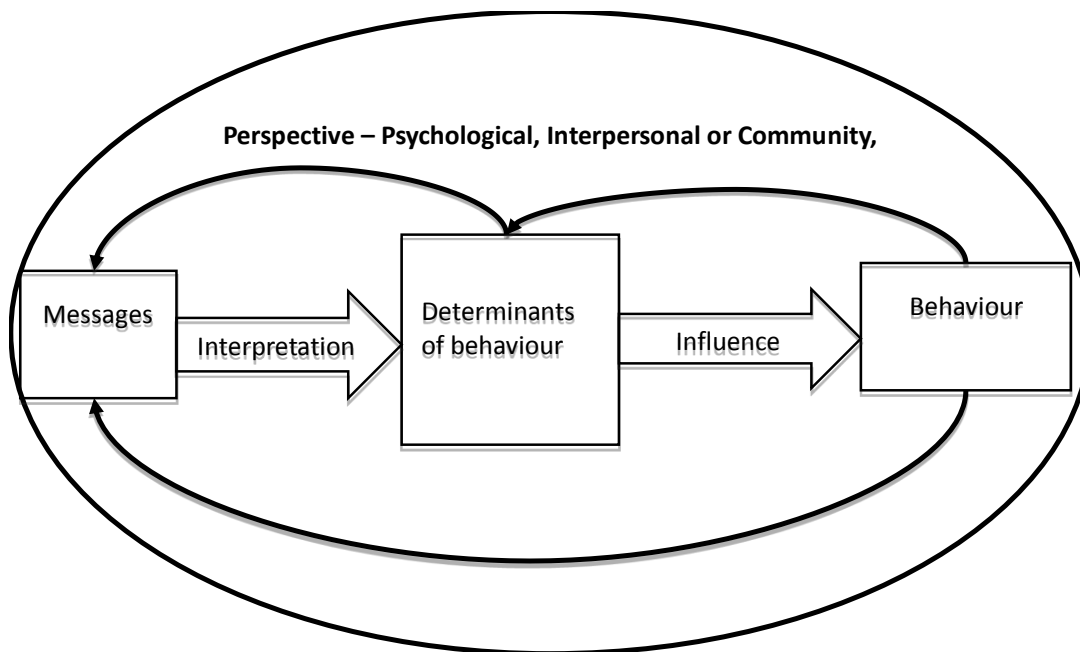 Perspective – Psychological, Interpersonal or Community,
Messages
Interpretation
Determinants
of behaviour
Influence
Behaviour